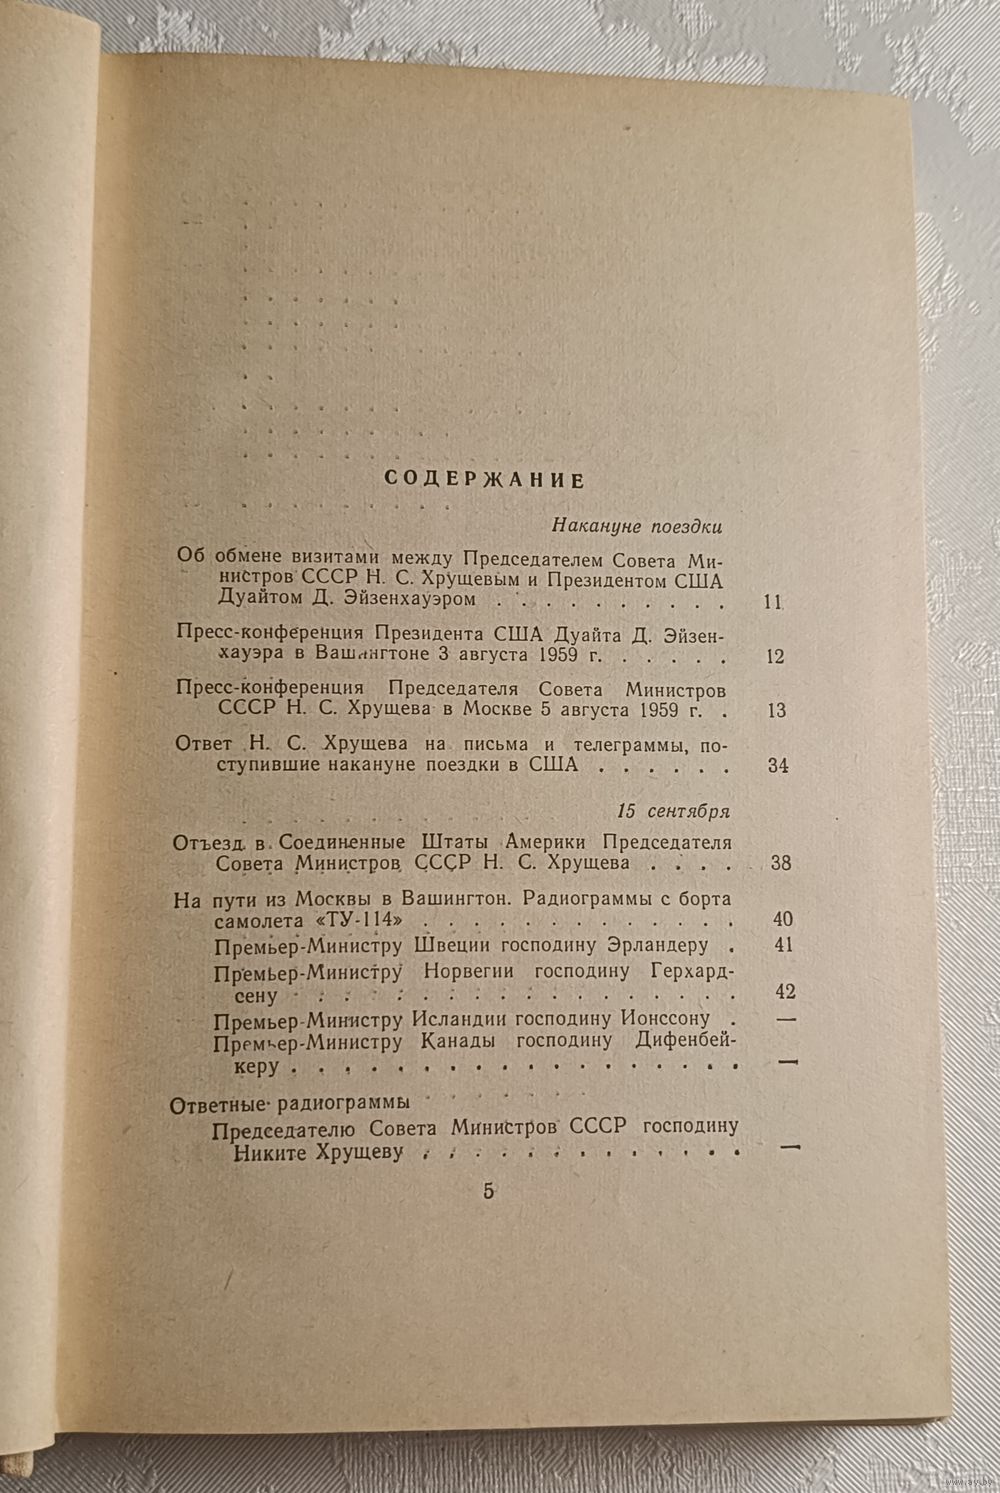 СОДЕРЖАНИЕ
Накануне поездки
Об обмене визитами между Председателем Совета Ми-
нистров СССР Н. С. Хрущевым и Президентом США
Дуайтом Д. Эйзенхауэром . . . . . . . . . . 11
Пресс-конференция Президента США Дуайта Д. Эйзен-
хауэра в Вашингтоне 3 августа 1959 г. . . . . . 12
Пресс-конференция Председателя Совета Министров
СССР Н. С. Хрущева в Москве 5 августа 1959 г. . 13
Ответ Н. С. Хрущева на письма и телеграммы, по-
ступившие накануне поездки в США . . . . . . 34
15 сентября
Отъезд в Соединенные Штаты Америки Председателя
Совета Министров СССР Н. С. Хрущева . . . . 38
На пути из Москвы в Вашингтон. Радиограммы с борта
самолета «ТУ-114» . . . . . . . . . . . . 40
Премьер-Министру Швеции господину Эрландеру . 41
Премьер-Министру Норвегии господину Герхард-
сену . . . . . . . . . . . . . . . . . 42
Премьер-Министру Исландии господину Ионссону . —
Премьер-Министру Канады господину Дифенбей-
керу . . . . . . . . . . . . . . . . . . —
Ответные радиограммы
Председателю Совета Министров СССР господину
Никите Хрущеву . . . . . . . . . . . . . —
5
www.ay.by